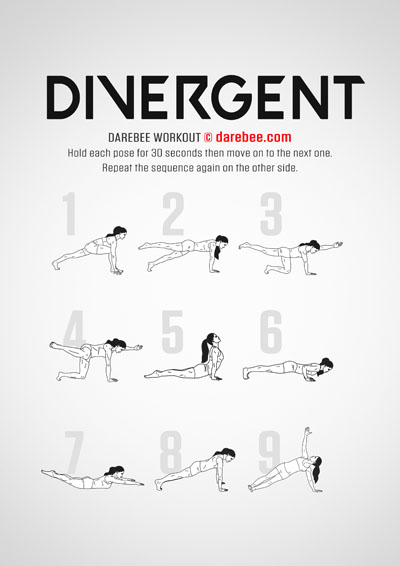 DIVERGENT
DAREBEE WORKOUT © darebee.com
Hold each pose for 30 seconds then move on to the next one.
Repeat the sequence again on the other side.
1 2 3
4 5 6
7 8 9